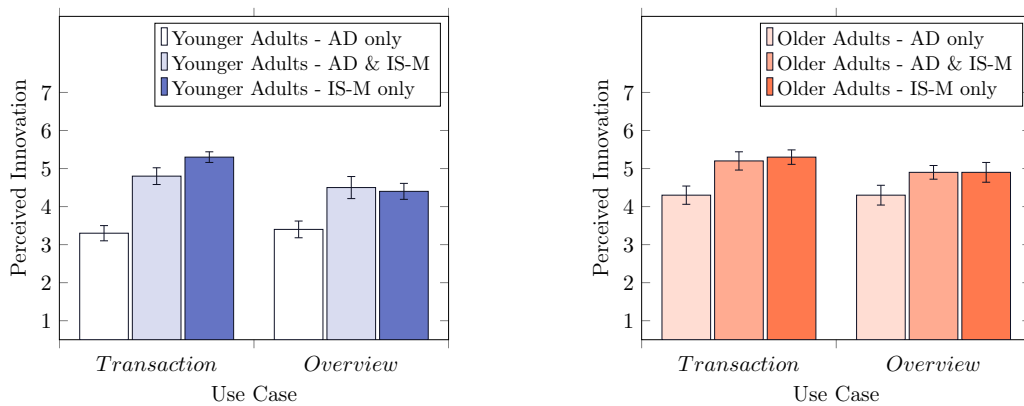 Younger Adults - AD only
Younger Adults - AD & IS-M
Younger Adults - IS-M only
7
6
5
4
3
2
1
Perceived Innovation
Transaction
Overview
Use Case
Older Adults - AD only
Older Adults - AD & IS-M
Older Adults - IS-M only
7
6
5
4
3
2
1
Perceived Innovation
Transaction
Overview
Use Case